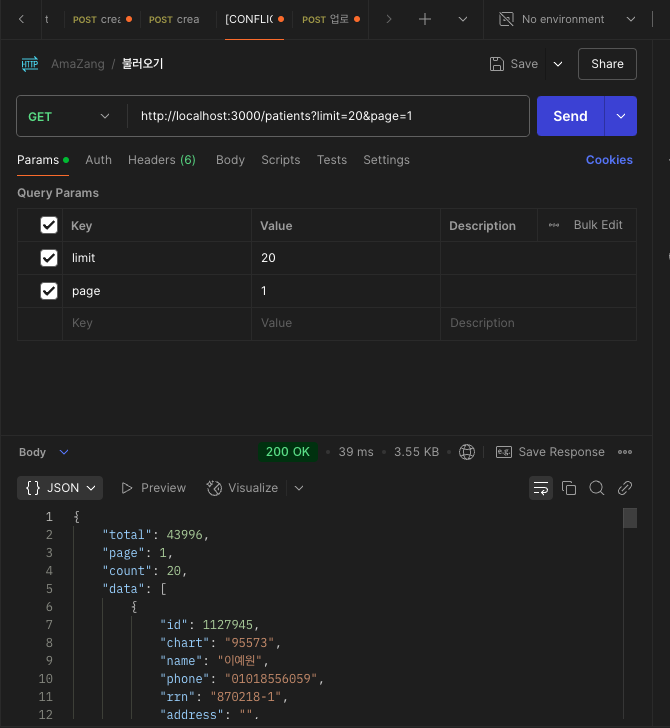 t POST crea POST crea [CONFLIC POST 업로 No environment
HTTP AmaZang / 불러오기 Save Share
GET http://localhost:3000/patients?limit=20&page=1 Send
Params Auth Headers (6) Body Scripts Tests Settings Cookies
Query Params
Key Value Description Bulk Edit
limit 20
page 1
Key Value Description
Body 200 OK 39 ms 3.55 KB e.g. Save Response
{} JSON Preview Visualize
1 {
2 "total": 43996,
3 "page": 1,
4 "count": 20,
5 "data": [
6 {
7 "id": 1127945,
8 "chart": "95573",
9 "name": "이예원",
10 "phone": "01018556059",
11 "rrn": "870218-1",
12 "address": "",